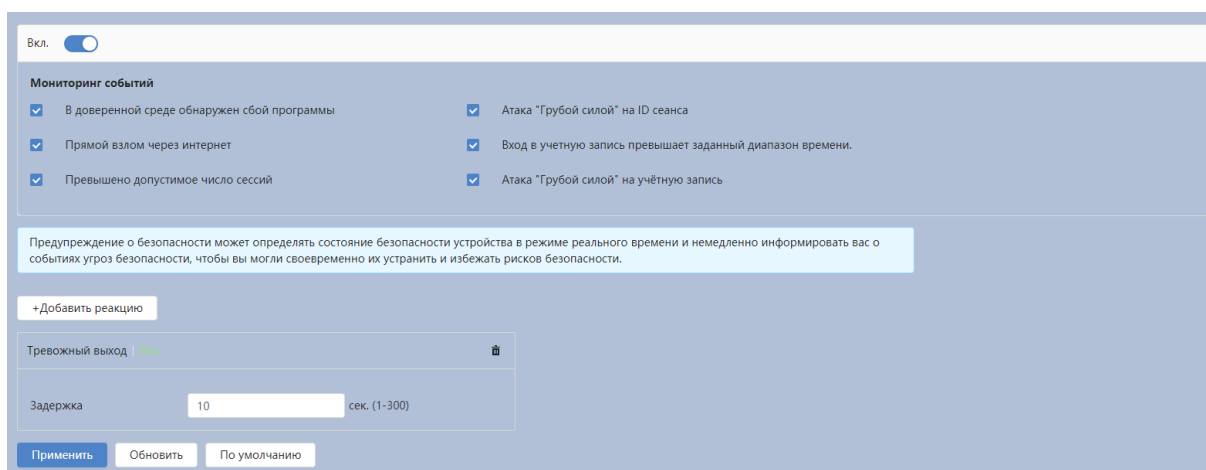 Вкл.
Мониторинг событий
В доверенной среде обнаружен сбой программы
Атака "Грубой силой" на ID сеанса
Прямой взлом через интернет
Вход в учетную запись превышает заданный диапазон времени.
Превышено допустимое число сессий
Атака "Грубой силой" на учётную запись
Предупреждение о безопасности может определять состояние безопасности устройства в режиме реального времени и немедленно информировать вас о
событиях угроз безопасности, чтобы вы могли своевременно их устранить и избежать рисков безопасности.
+Добавить реакцию
Тревожный выход
Задержка 10 сек. (1-300)
Применить Обновить По умолчанию